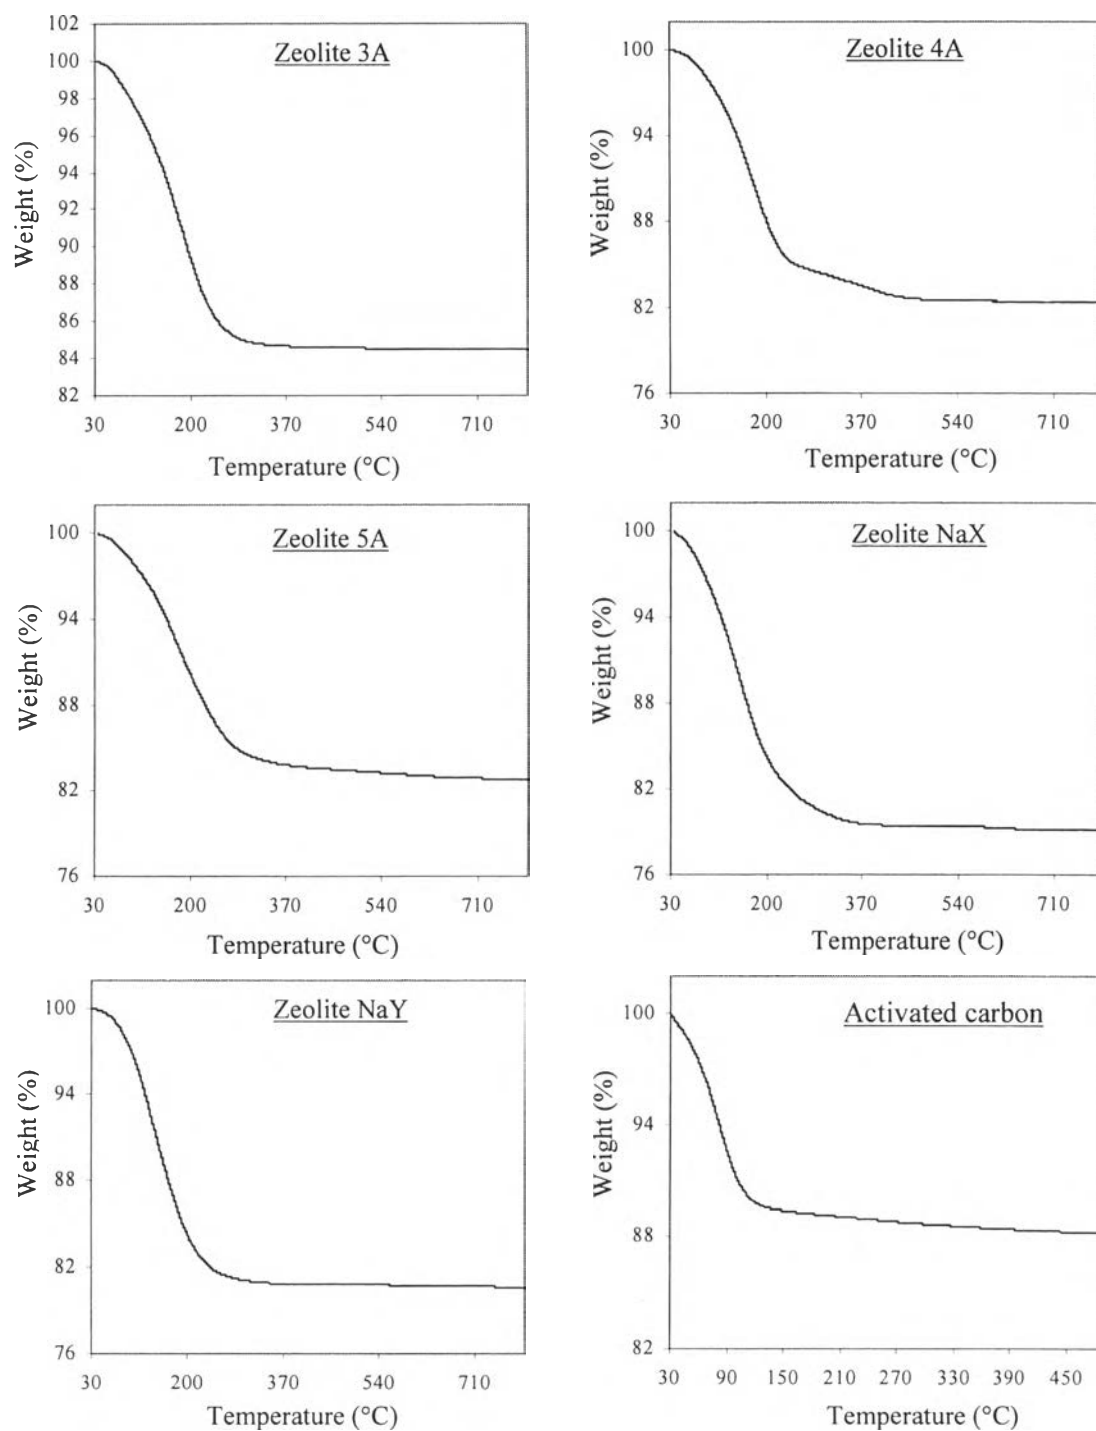 Zeolite 3A
Weight (%)
102
100
98
96
94
92
90
88
86
84
82
30 200 370 540 710
Temperature (°C)
Zeolite 4A
Weight (%)
100
94
88
82
76
30 200 370 540 710
Temperature (°C)
Zeolite 5A
Weight (%)
100
94
88
82
76
30 200 370 540 710
Temperature (°C)
Zeolite NaX
Weight (%)
100
94
88
82
76
30 200 370 540 710
Temperature (°C)
Zeolite NaY
Weight (%)
100
94
88
82
76
30 200 370 540 710
Temperature (°C)
Activated carbon
Weight (%)
100
94
88
82
30 90 150 210 270 330 390 450
Temperature (°C)